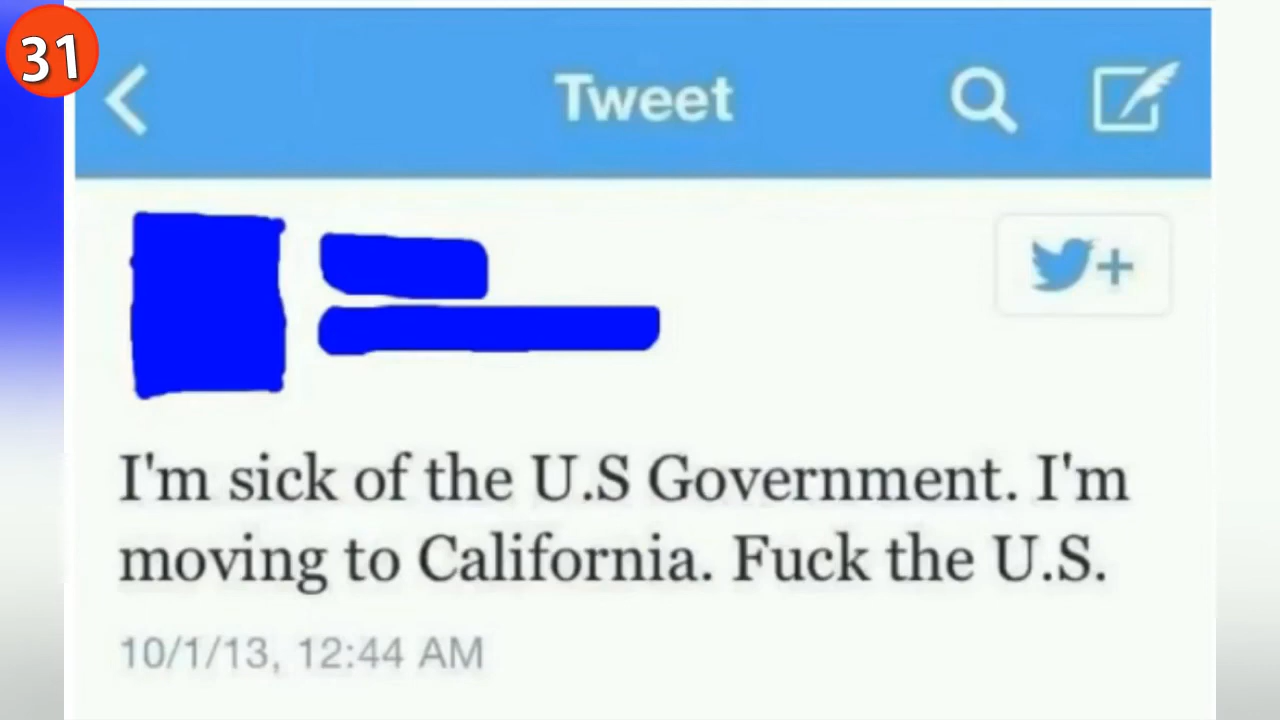 31
Tweet
I'm sick of the U.S Government. I'm
moving to California. Fuck the U.S.
10/1/13, 12:44 AM